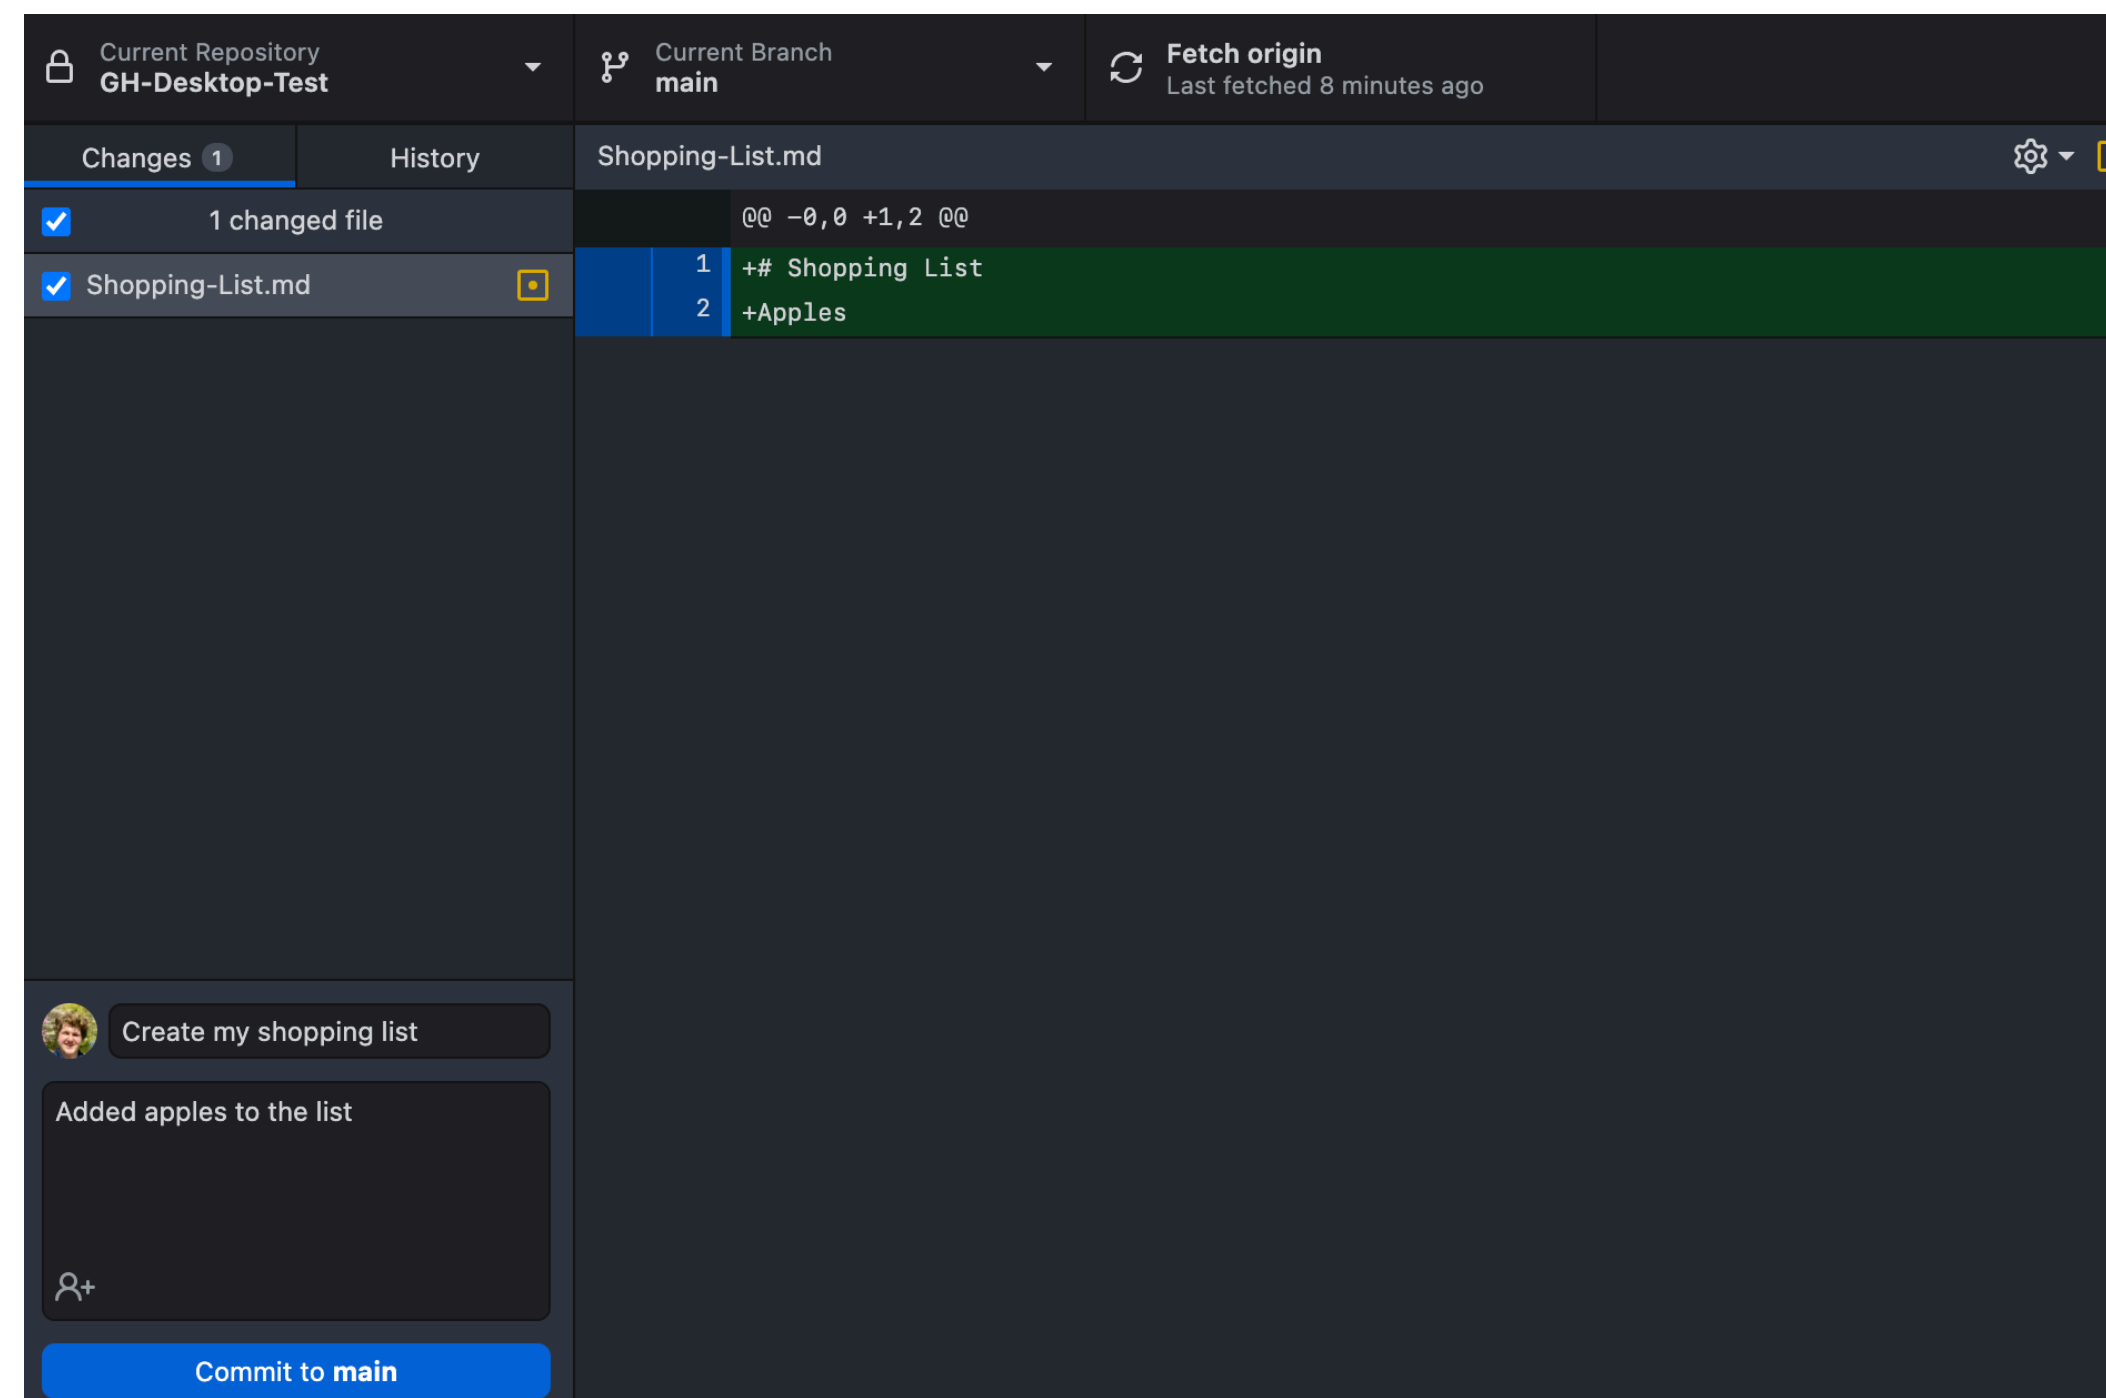 Current Repository
GH-Desktop-Test
Current Branch
main
Fetch origin
Last fetched 8 minutes ago
Changes 1
History
Shopping-List.md
1 changed file
Shopping-List.md
@@ -0,0 +1,2 @@
1 +# Shopping List
2 +Apples
Create my shopping list
Added apples to the list
Commit to main